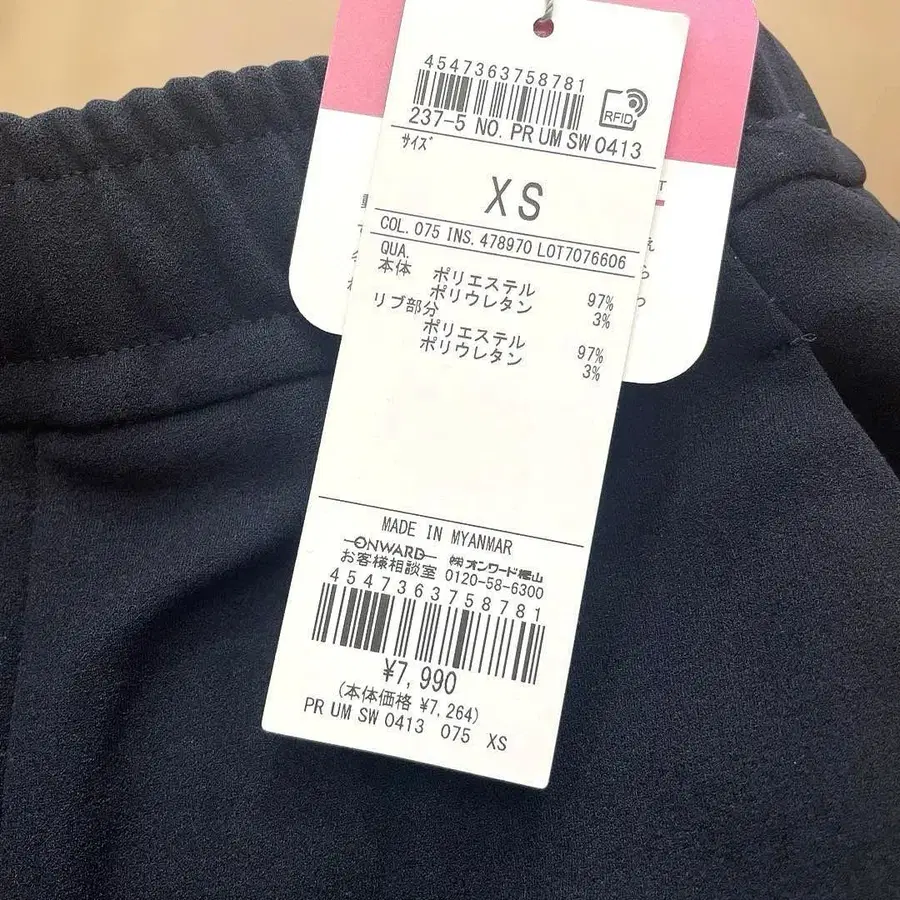 4547363758781
RFID
237-5 NO. PR UM SW 0413
サイズ
XS
COL. 075 INS. 478970 LOT7076606
QUA.
本体 ポリエステル 97%
ポリウレタン 3%
リブ部分
ポリエステル 97%
ポリウレタン 3%
MADE IN MYANMAR
ONWARD ㈱オンワード樫山
お客様相談室 0120-58-6300
4547363758781
¥7,990
(本体価格 ¥7,264)
PR UM SW 0413 075 XS